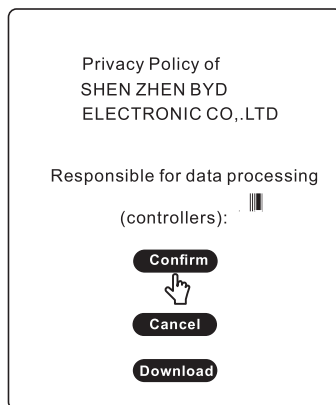 Privacy Policy of
SHEN ZHEN BYD
ELECTRONIC CO,.LTD
Responsible for data processing
(controllers):
Confirm
Cancel
Download